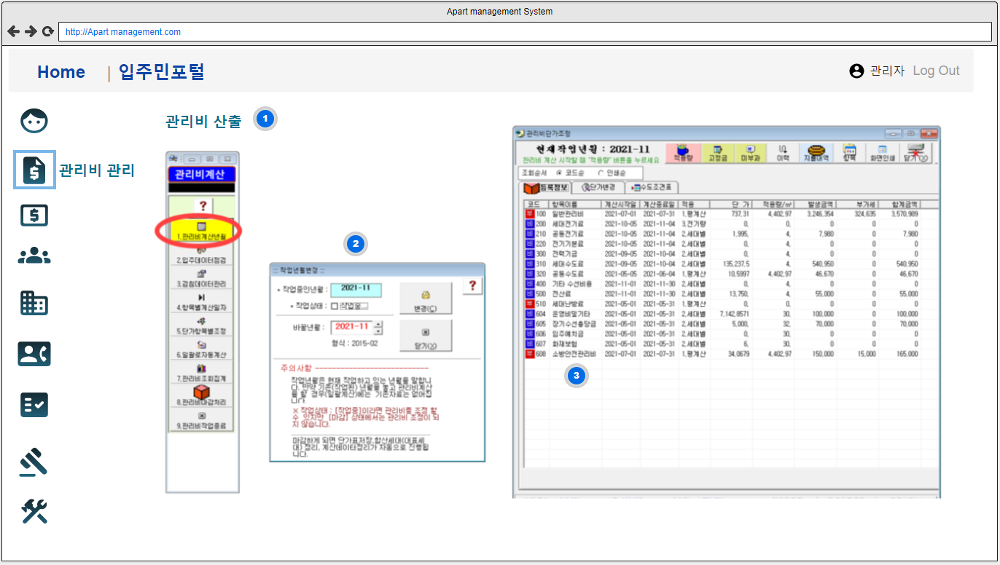 Apart management System
http://Apart management.com
Home | 입주민포털
관리자 Log Out
관리비 산출 1
관리비 관리
관리비계산
?
1.관리비계산년월
2.입주데이터점검
3.검침데이터관리
4.항목별계산일자
5.단가항목별조정
6.일괄로자동계산
7.관리비조회집계
8.관리비마감처리
9.관리비작업종료
2
:: 작업년월변경 ::
• 작업중인년월 : 2021-11
• 작업상태 : 작업중...
바꿀년월 : 2021-11
형식 : 2015-02
변경(C)
닫기(X)
?
주의사항
작업년월은 현재 작업하고 있는 년월을 말합니
다. 만약 기존(작업된) 년월을 놓고 관리비계산
을 할 경우(일괄계산)에는 기존자료는 없어집
니다.
※ 작업상태 : [작업중]이라면 관리비를 조정 할
수 있지만 [마감] 상태에서는 관리비 조정이 되
지 않습니다.
마감하게 되면 단가표저장,합산세대(대표세
대) 정리, 계산데이터정리가 자동으로 진행됩
니다.
관리비단가조정
현재작업년월 : 2021-11
관리비 계산 시작할 때 '적용량' 버튼을 누르세요
적용량 고정금 미부과 이력 지출내역 항목 화면인쇄 닫기(X)
조회순서 코드순 인쇄순
등록정보 단가변경 수도조견표
코드 항목이름 계산시작일 계산종료일 적용 단 가 적용량/㎡ 발생금액 부가세 합계금액
부 100 일반관리비 2021-07-01 2021-07-31 1.평계산 737,31 4,402,97 3,246,354 324,635 3,570,989
비 200 세대전기료 2021-10-05 2021-11-04 3.전기량 0, 0, 0 0 0
비 210 공동전기료 2021-10-05 2021-11-04 2.세대별 1,995, 4, 7,980 0 7,980
비 220 전기기본료 2021-09-05 2021-10-04 2.세대별 0, 4, 0 0 0
비 300 전력기금 2021-09-05 2021-10-04 2.세대별 0, 4, 0 0 0
비 310 세대수도료 2021-09-05 2021-10-04 2.세대별 135,237,5 4, 540,950 0 540,950
비 320 공동수도료 2021-05-05 2021-06-04 1.평계산 10,5997 4,402,97 46,670 0 46,670
비 400 기타 수선비용 2021-11-01 2021-11-30 2.세대별 0, 4, 0 0 0
비 500 전산료 2021-11-01 2021-11-30 2.세대별 13,750, 4, 55,000 0 55,000
부 510 세대난방료 2021-05-01 2021-05-31 1.평계산 0, 0, 0 0 0
비 604 운영비및기타 2021-05-01 2021-05-31 2.세대별 7,142,8571 30, 100,000 0 100,000
비 605 장기수선충당금 2021-05-01 2021-05-31 2.세대별 5,000, 32, 70,000 0 70,000
비 606 입주예치금 2021-05-01 2021-05-31 2.세대별 0, 30, 0 0 0
비 607 화재보험 2021-05-01 2021-05-31 2.세대별 6, 30, 0 0 0
부 608 소방안전관리비 2021-07-01 2021-07-31 1.평계산 34,0679 4,402,97 150,000 15,000 165,000
3